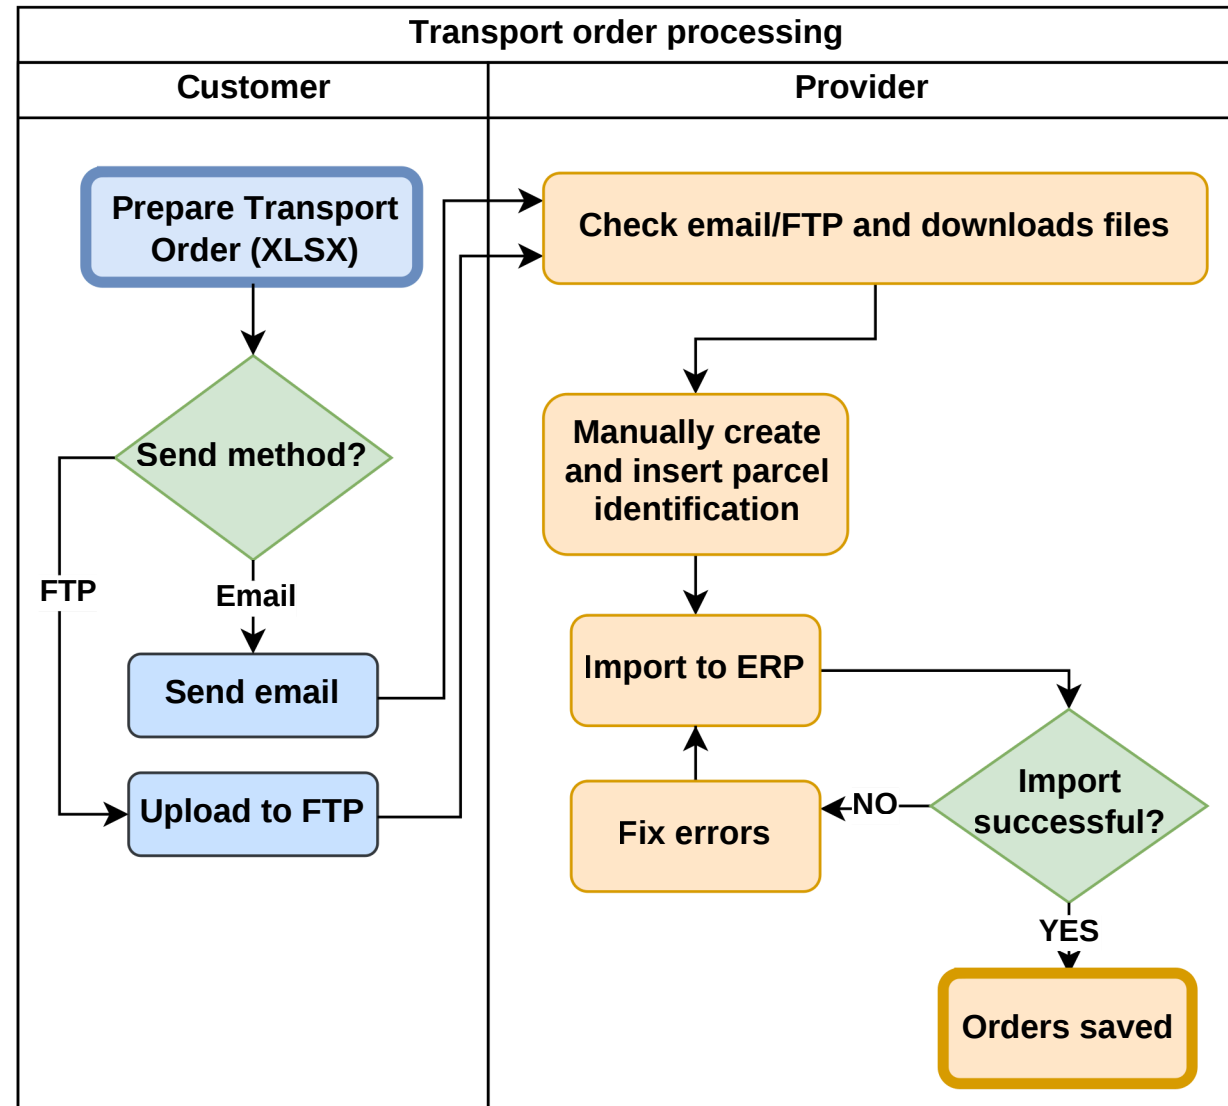 Transport order processing
Customer
Provider
Prepare Transport
Order (XLSX)
Check email/FTP and downloads files
Send method?
Manually create
and insert parcel
identification
FTP
Email
Send email
Import to ERP
Upload to FTP
Import
successful?
NO
Fix errors
YES
Orders saved